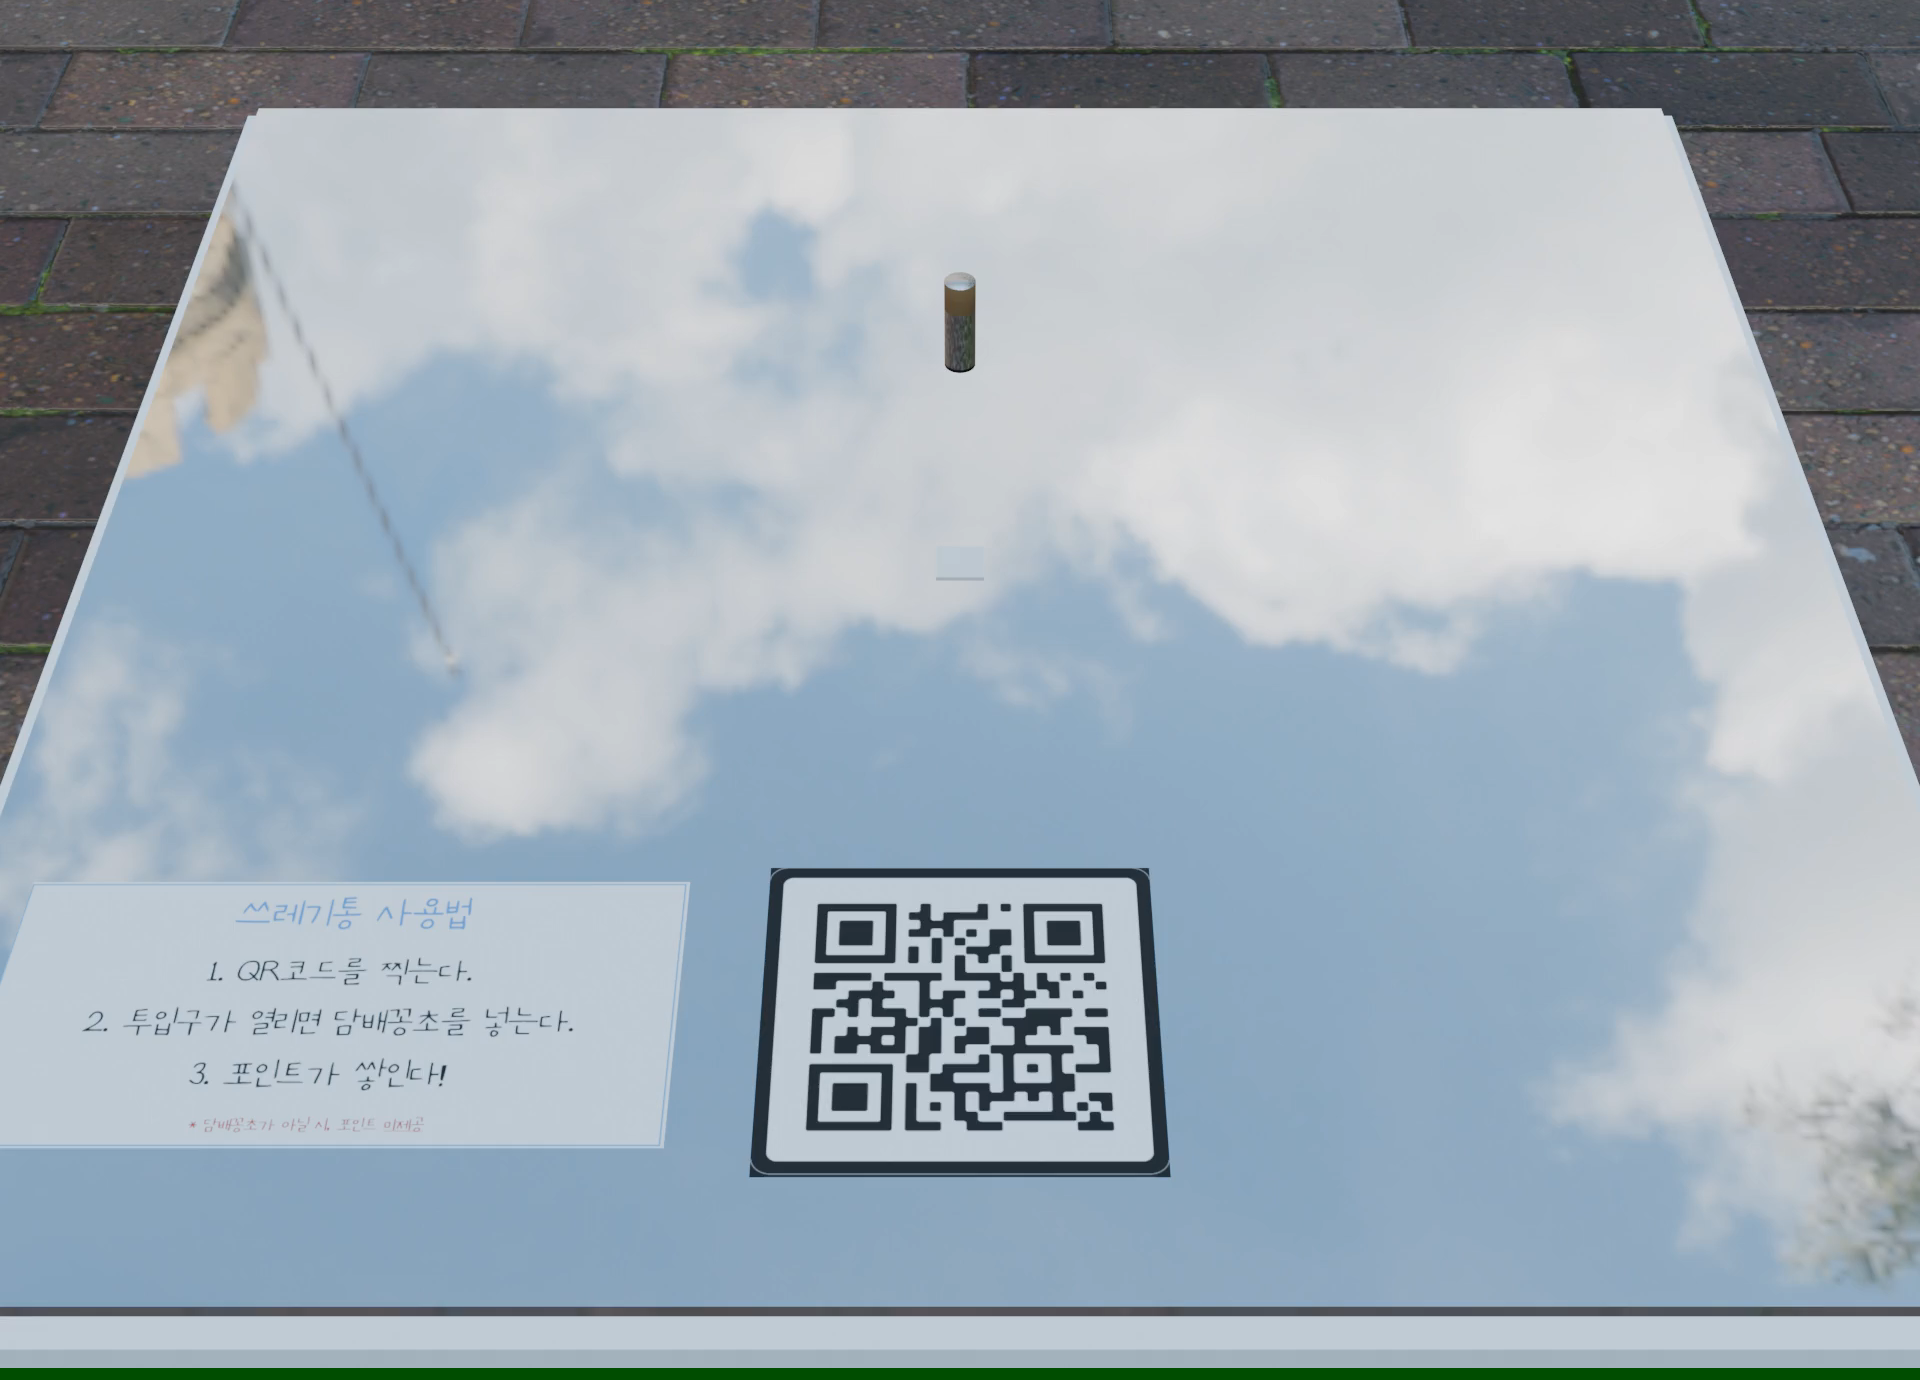 쓰레기통 사용법
1. QR코드를 찍는다.
2. 투입구가 열리면 담배꽁초를 넣는다.
3. 포인트가 쌓인다!
* 담배꽁초가 아닐 시, 포인트 미제공